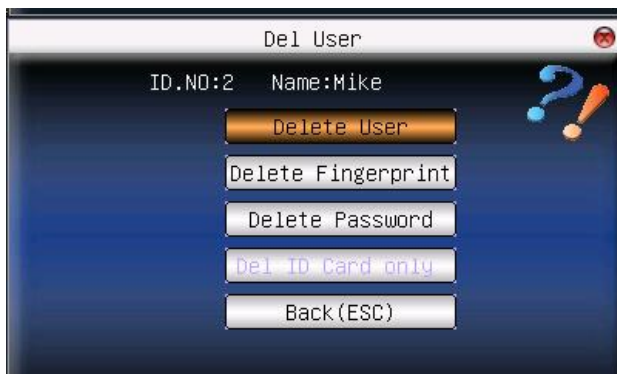 Del User
ID.NO:2 Name:Mike
Delete User
Delete Fingerprint
Delete Password
Del ID Card only
Back(ESC)